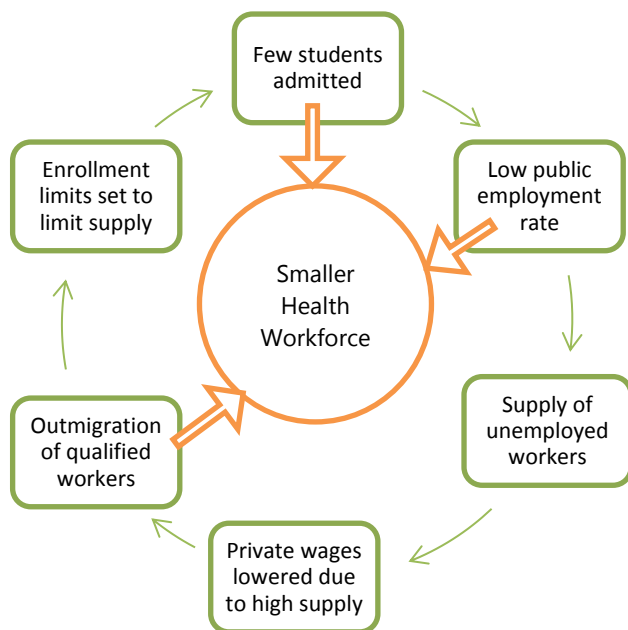 Few students
admitted
Low public
employment
rate
Supply of
unemployed
workers
Private wages
lowered due
to high supply
Outmigration
of qualified
workers
Enrollment
limits set to
limit supply
Smaller
Health
Workforce